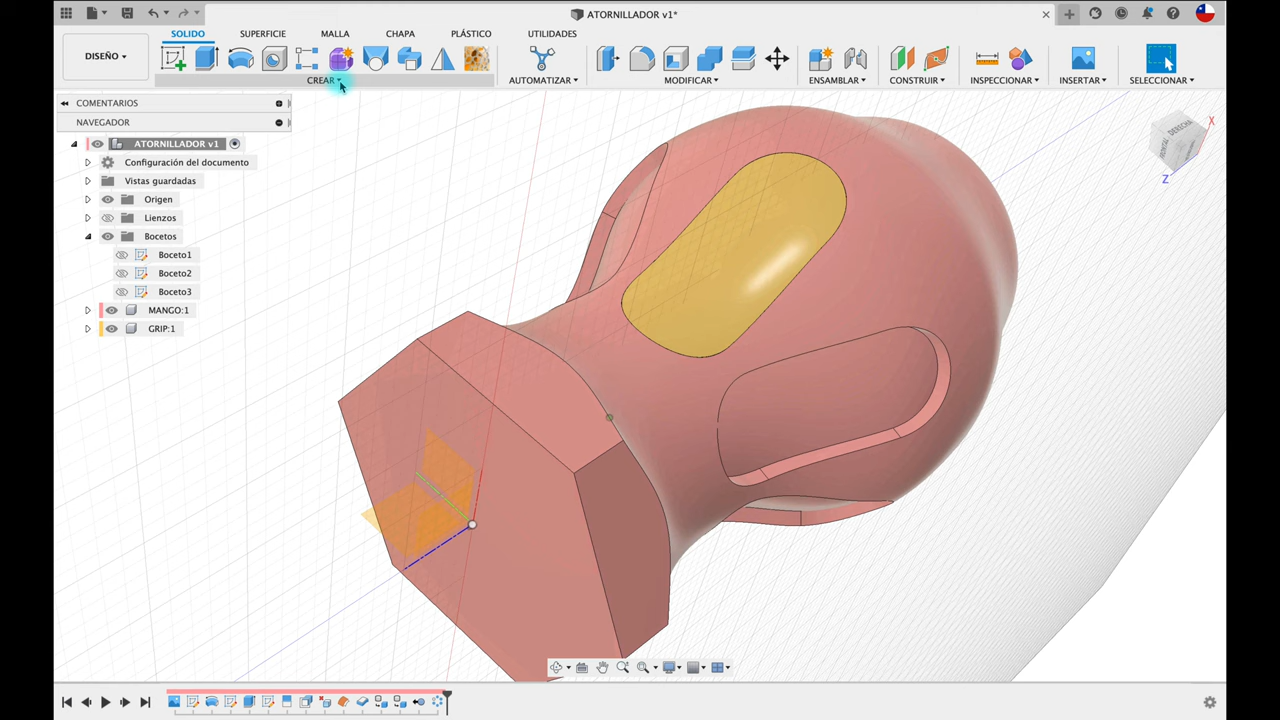 ATORNILLADOR v1*
DISEÑO
SOLIDO
SUPERFICIE
MALLA
CHAPA
PLÁSTICO
UTILIDADES
CREAR
AUTOMATIZAR
MODIFICAR
ENSAMBLAR
CONSTRUIR
INSPECCIONAR
INSERTAR
SELECCIONAR
COMENTARIOS
NAVEGADOR
ATORNILLADOR v1
Configuración del documento
Vistas guardadas
Origen
Lienzos
Bocetos
Boceto1
Boceto2
Boceto3
MANGO:1
GRIP:1
DERECHA
X
Z